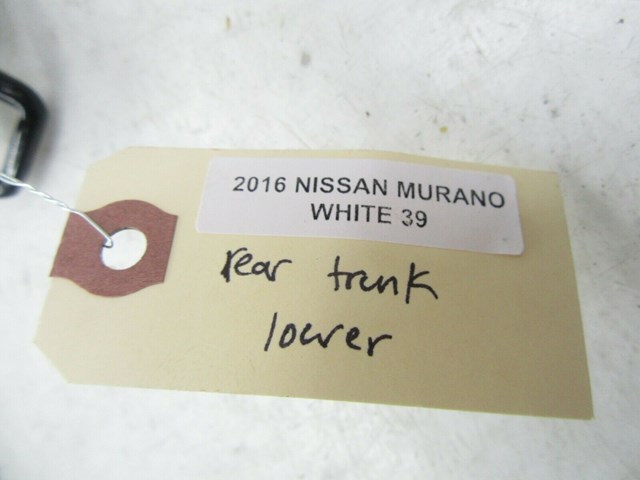 2016 NISSAN MURANO
WHITE 39
rear trunk
lower